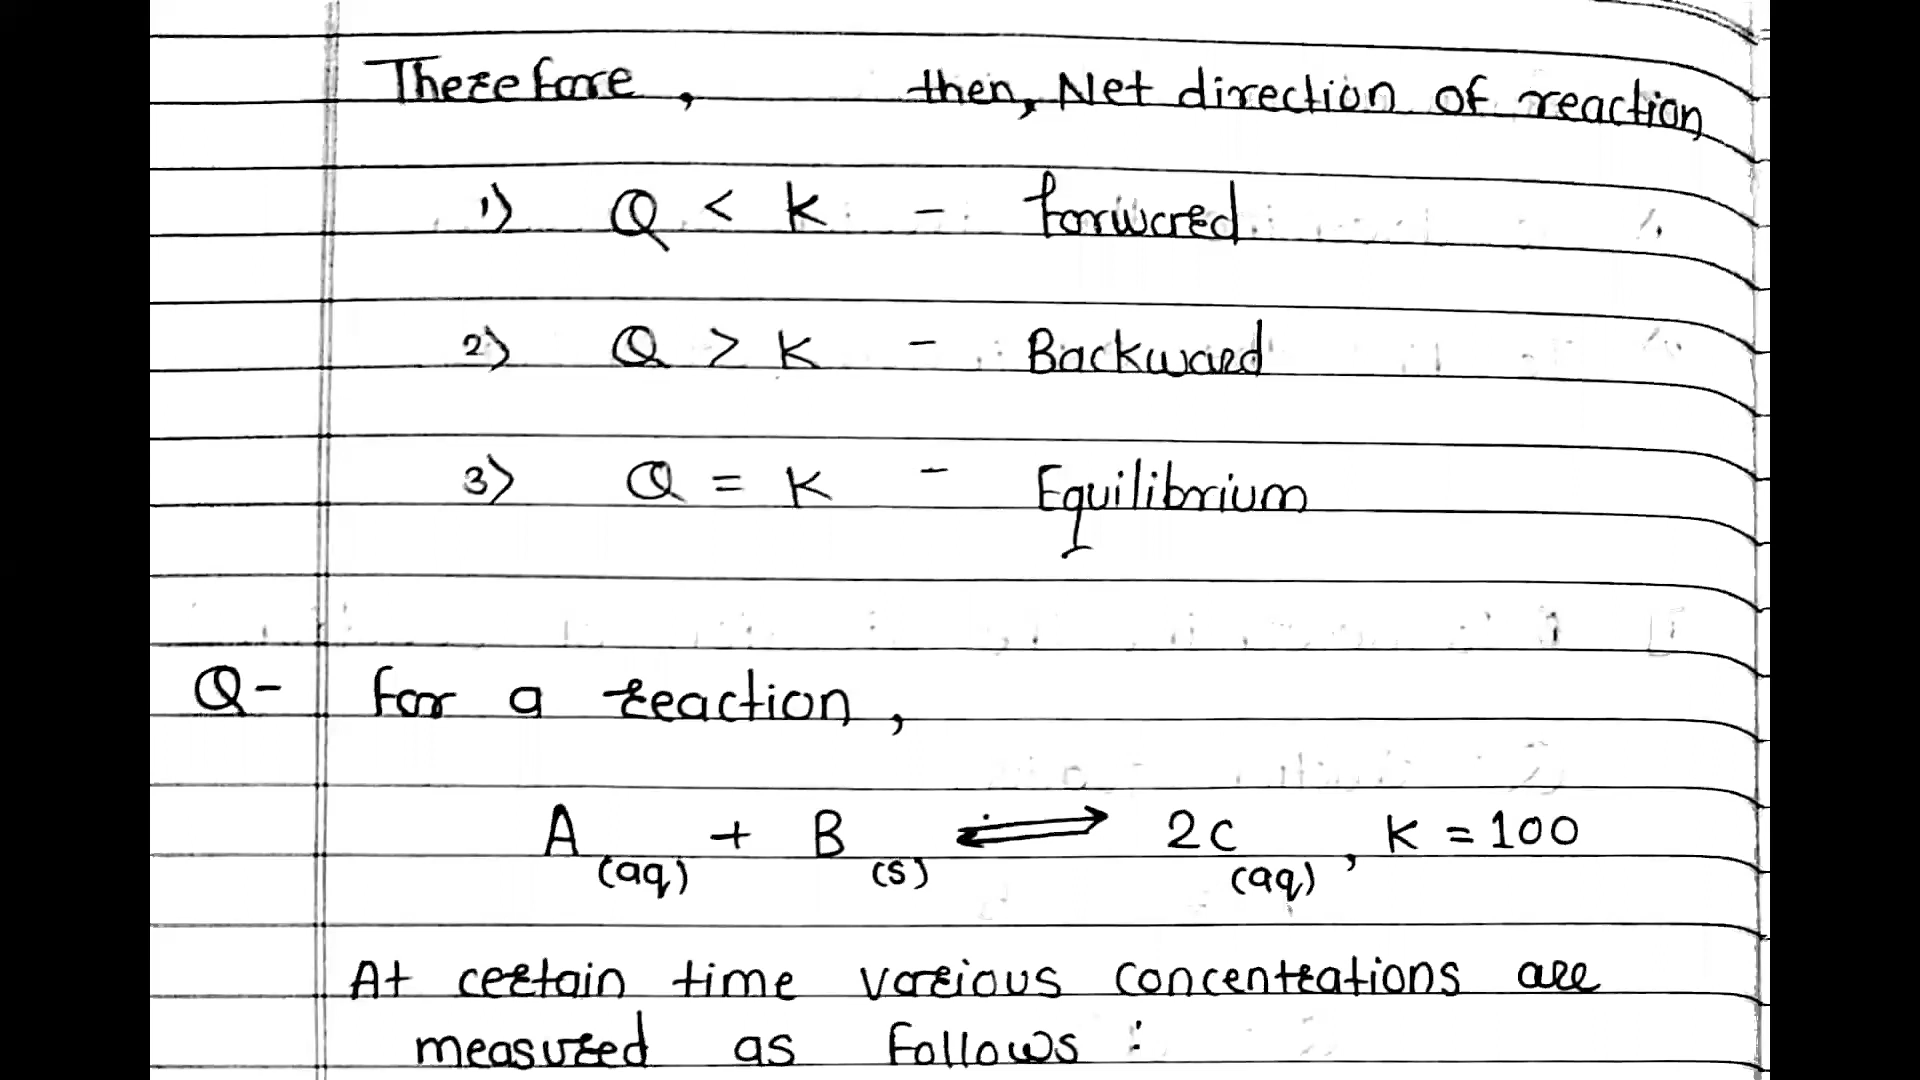 Therefore, then, Net direction of reaction
1) Q < K - forward
2) Q > K - Backward
3) Q = K - Equilibrium
Q- for a reaction,
A(aq) + B(s) ⇌ 2C(aq), K = 100
At certain time various concentrations are
measured as follows :